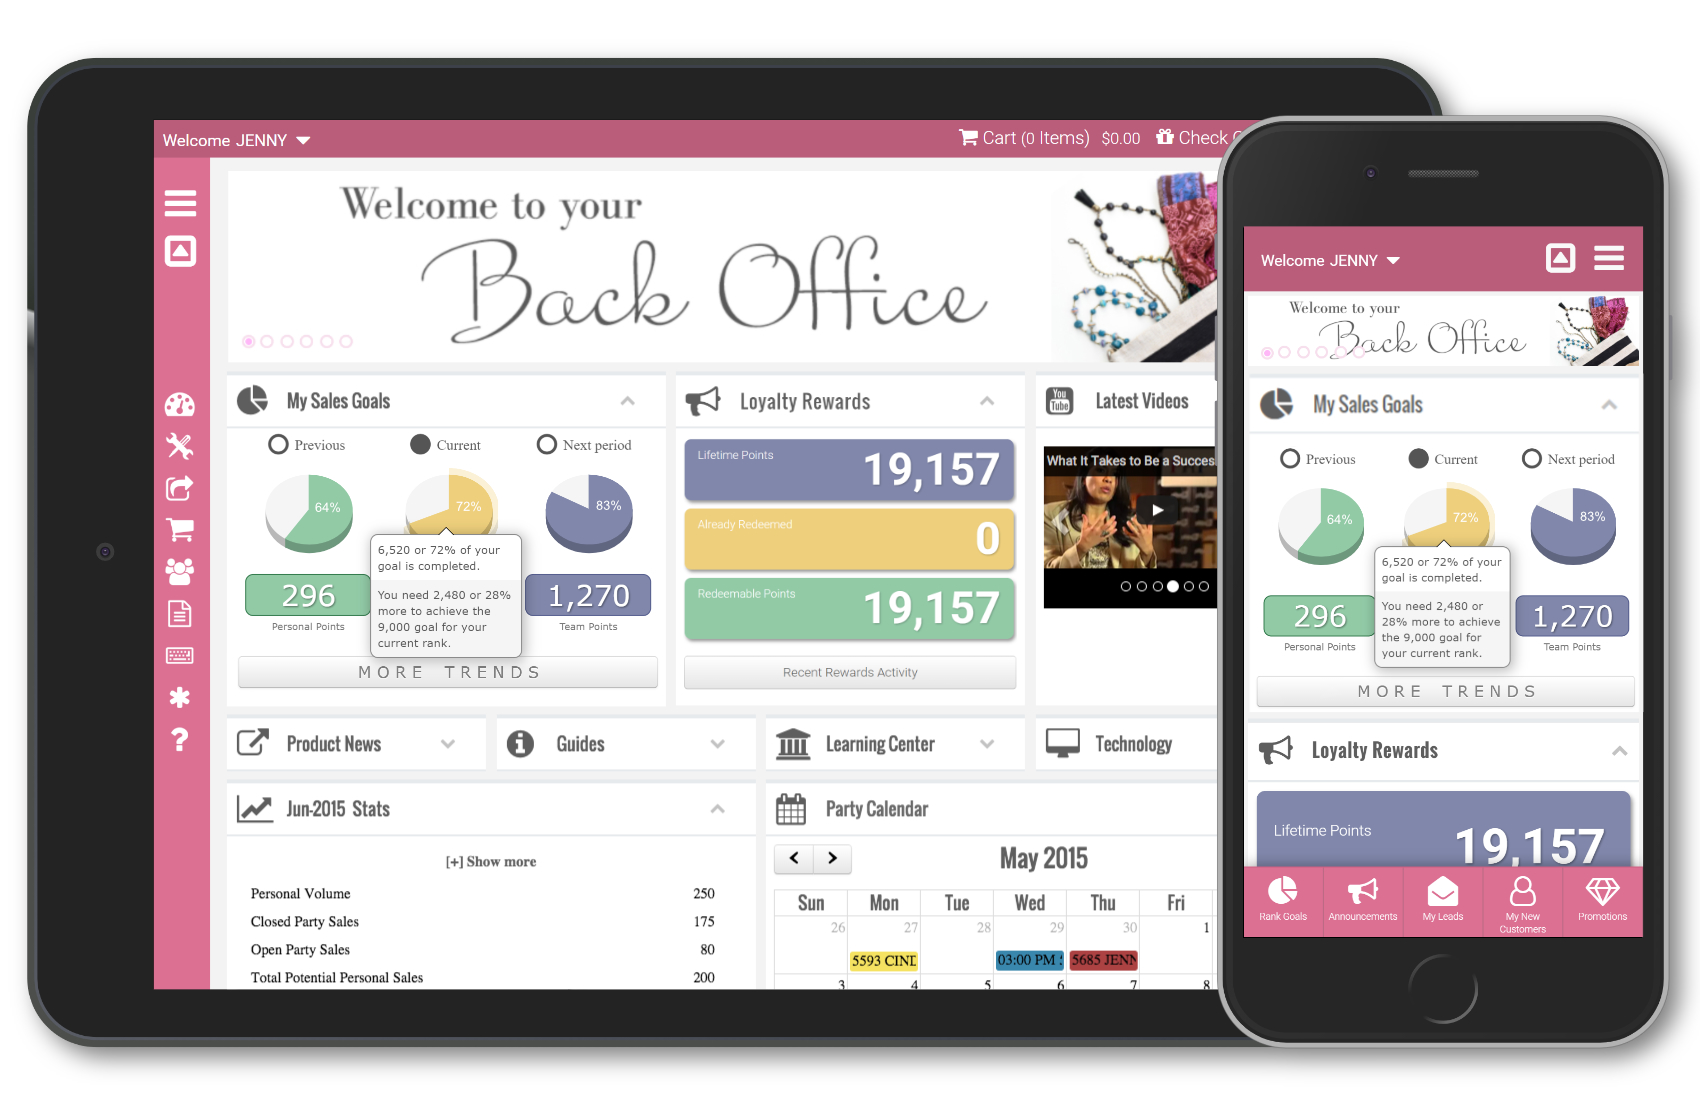 Welcome JENNY
Cart (0 Items) $0.00 Check
Welcome to your
Back Office
My Sales Goals
Previous
Current
Next period
64%
72%
83%
6,520 or 72% of your
goal is completed.
You need 2,480 or 28%
more to achieve the
9,000 goal for your
current rank.
296
Personal Points
1,270
Team Points
MORE TRENDS
Loyalty Rewards
Lifetime Points
19,157
Already Redeemed
0
Redeemable Points
19,157
Recent Rewards Activity
You
Tube
Latest Videos
What It Takes to Be a Succes
Product News
Guides
Learning Center
Technology
Jun-2015 Stats
[+] Show more
Personal Volume 250
Closed Party Sales 175
Open Party Sales 80
Total Potential Personal Sales 200
Party Calendar
May 2015
Sun Mon Tue Wed Thu Fri
26 27 28 29 30 1
5593 CIND 03:00 PM 5685 JENN
3 4 5 6 7 8
Welcome JENNY
Welcome to your
Back Office
My Sales Goals
Previous
Current
Next period
64%
72%
83%
6,520 or 72% of your
goal is completed.
You need 2,480 or
28% more to achieve
the 9,000 goal for
your current rank.
296
Personal Points
1,270
Team Points
MORE TRENDS
Loyalty Rewards
Lifetime Points
19,157
Rank Goals
Announcements
My Leads
My New
Customers
Promotions